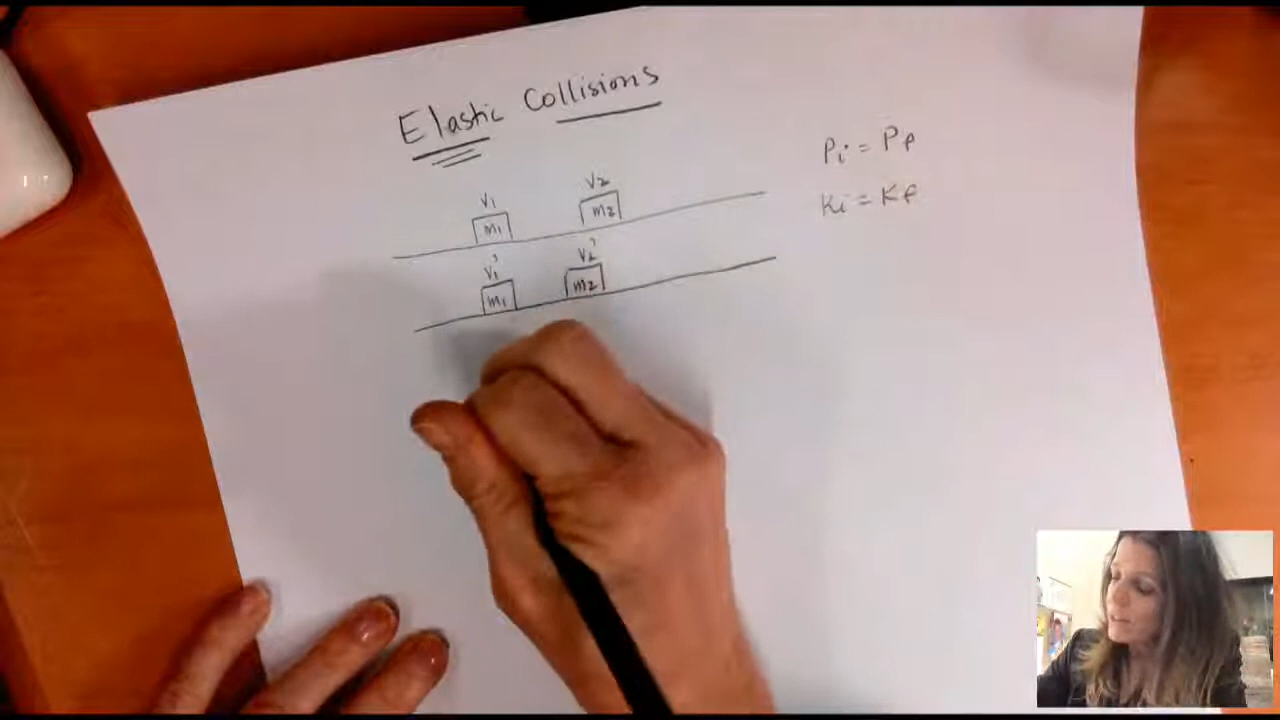 Elastic Collisions
v₁ v₂
m₁ m₂
v₁' v₂'
m₁ m₂
Pi = Pf
Ki = Kf